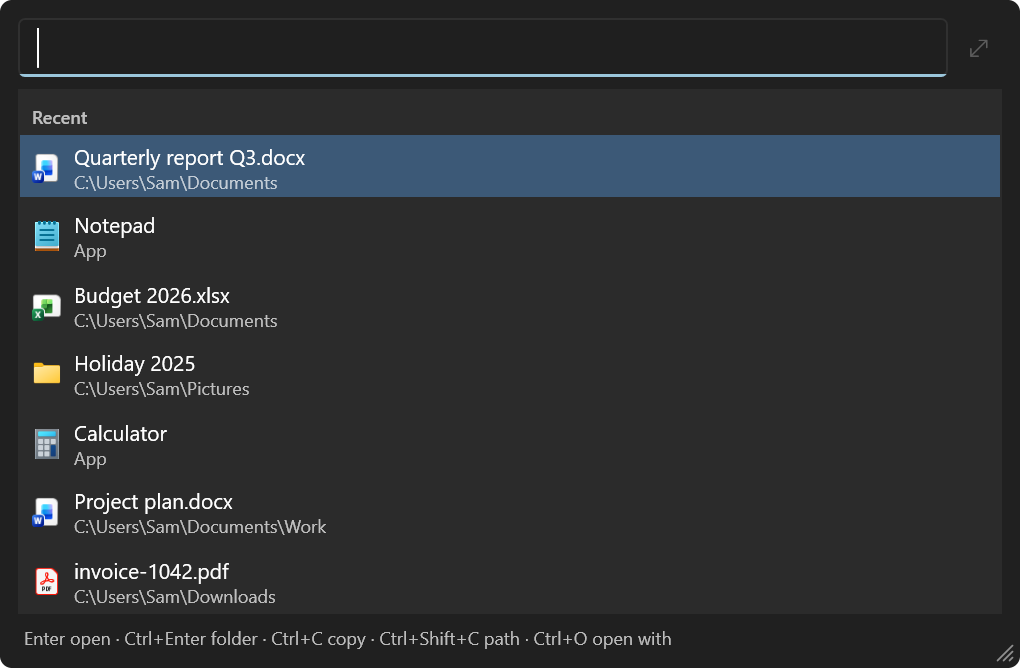 Recent
Quarterly report Q3.docx
C:\Users\Sam\Documents
Notepad
App
Budget 2026.xlsx
C:\Users\Sam\Documents
Holiday 2025
C:\Users\Sam\Pictures
Calculator
App
Project plan.docx
C:\Users\Sam\Documents\Work
invoice-1042.pdf
C:\Users\Sam\Downloads
Enter open · Ctrl+Enter folder · Ctrl+C copy · Ctrl+Shift+C path · Ctrl+O open with